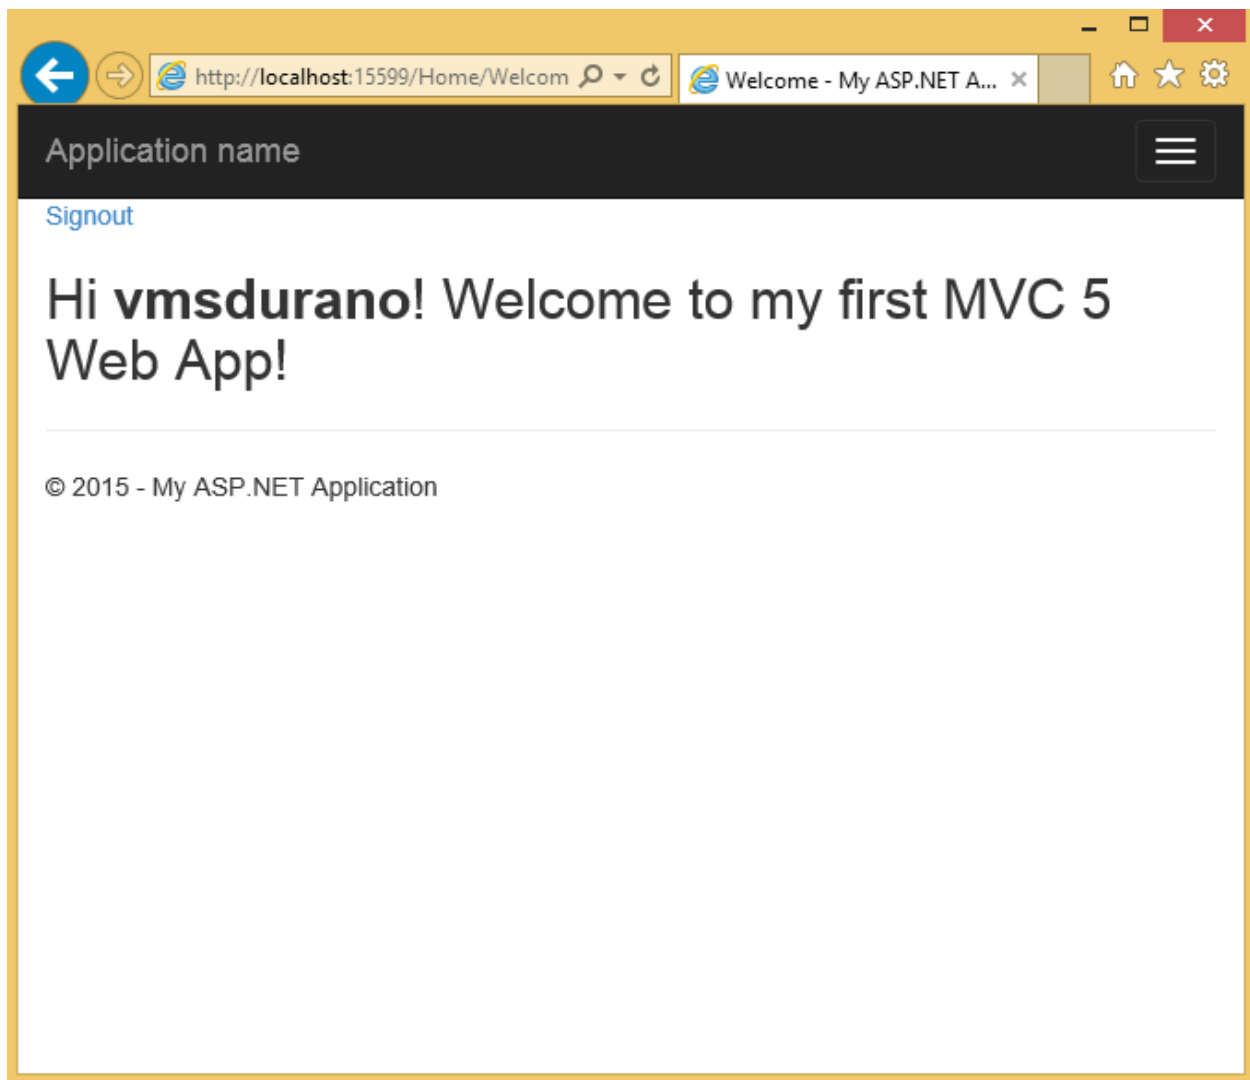 http://localhost:15599/Home/Welcom
Welcome - My ASP.NET A...
Application name
Signout
Hi vmsdurano! Welcome to my first MVC 5
Web App!
© 2015 - My ASP.NET Application